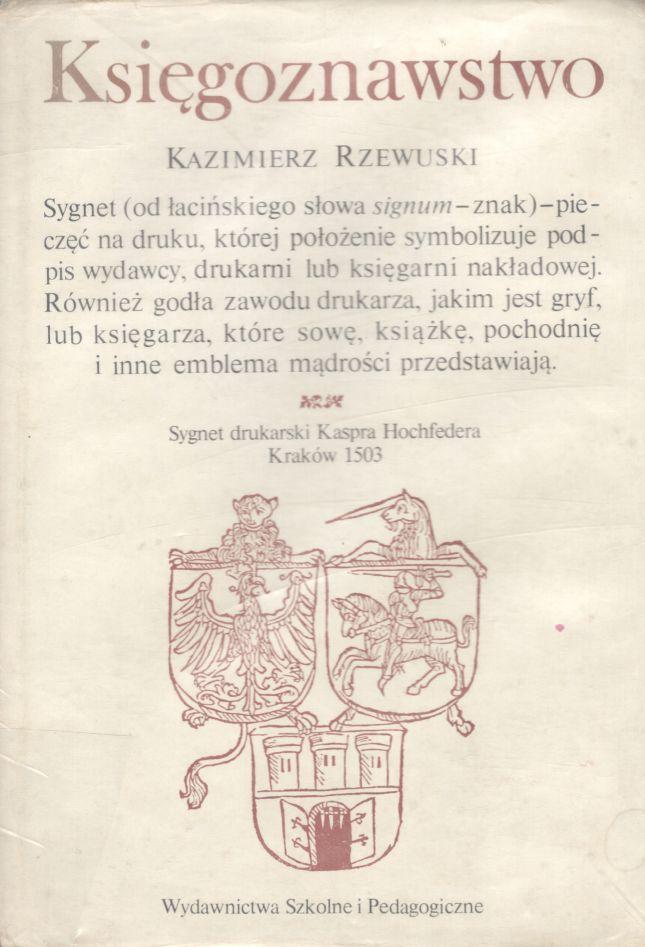 Księgoznawstwo
KAZIMIERZ RZEWUSKI
Sygnet (od łacińskiego słowa signum–znak)–pie-
częć na druku, której położenie symbolizuje pod-
pis wydawcy, drukarni lub księgarni nakładowej.
Również godła zawodu drukarza, jakim jest gryf,
lub księgarza, które sowę, książkę, pochodnię
i inne emblema mądrości przedstawiają.
Sygnet drukarski Kaspra Hochfedera
Kraków 1503
Wydawnictwa Szkolne i Pedagogiczne